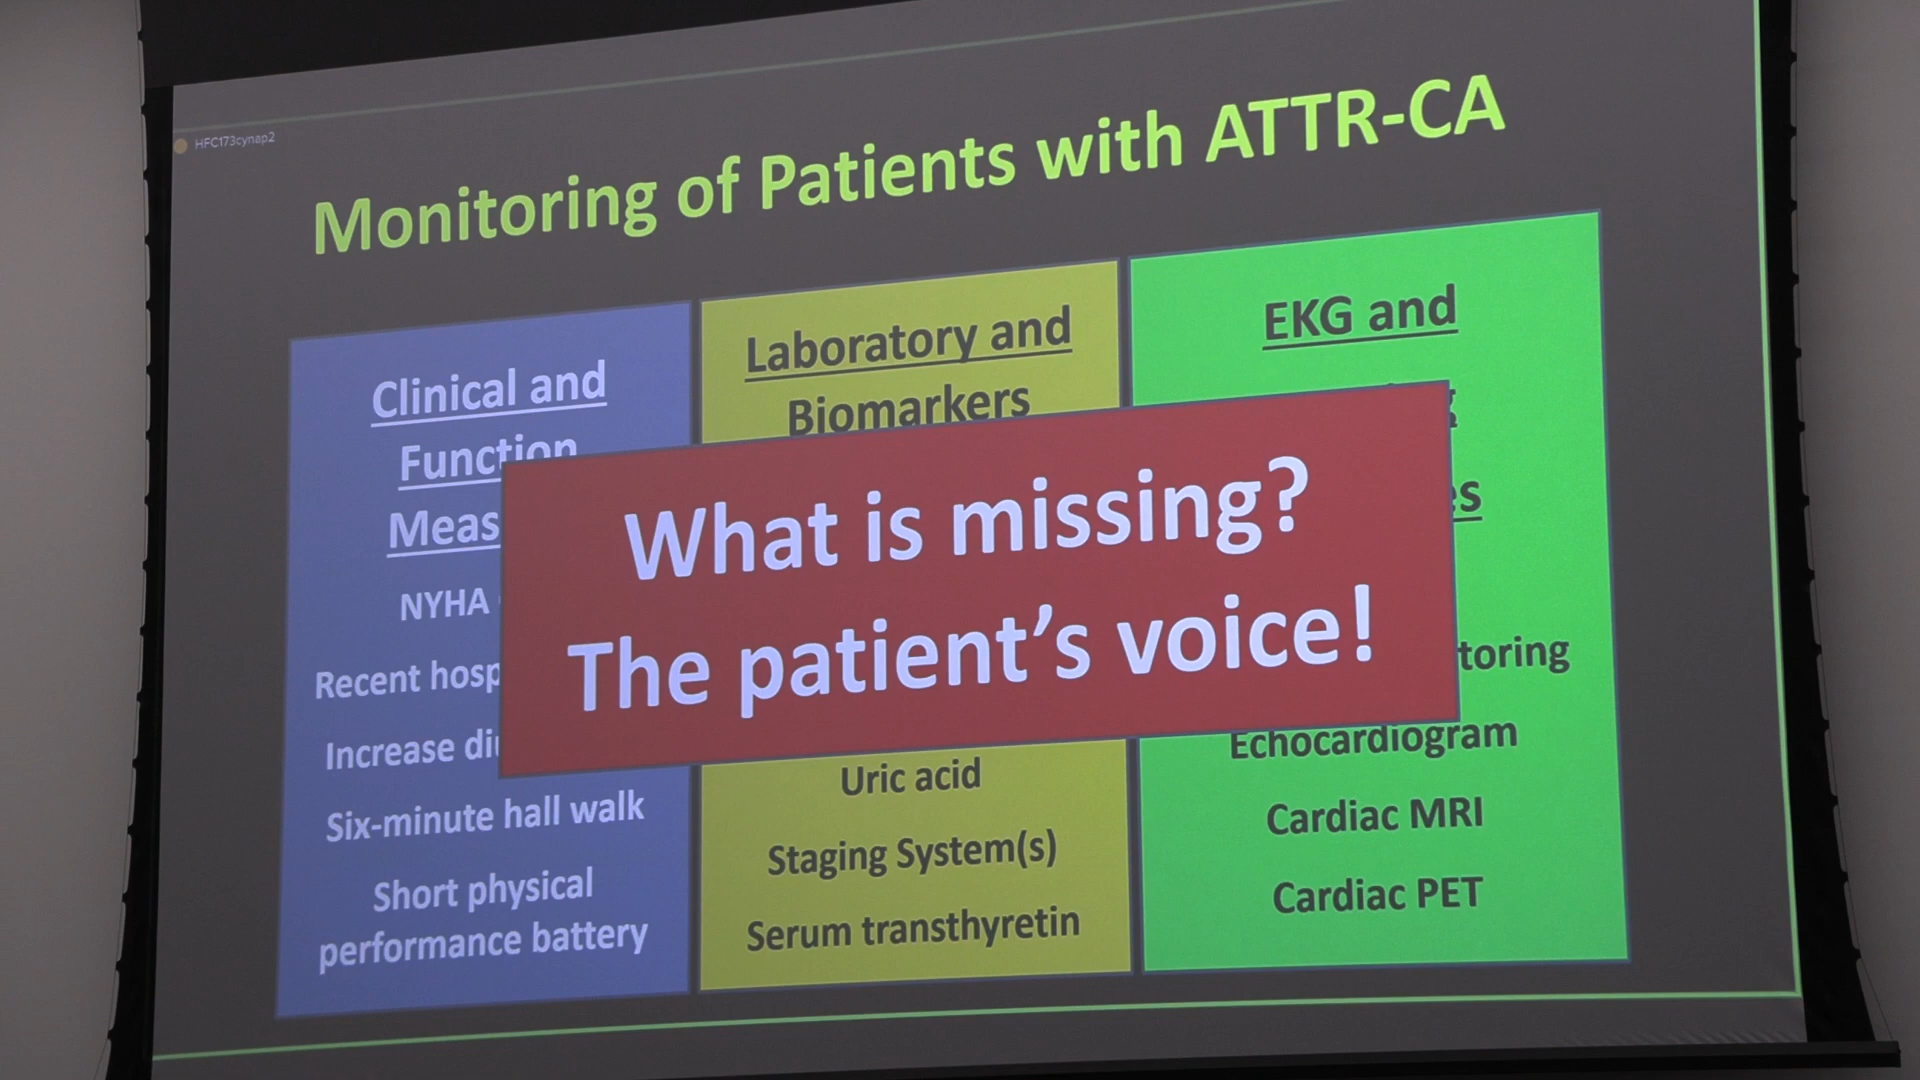 HFC173cynap2
Monitoring of Patients with ATTR-CA
Clinical and
Function
Meas
NYHA
Recent hosp
Increase
Six-minute hall walk
Short physical
performance battery
Laboratory and
Biomarkers
Uric acid
Staging System(s)
Serum transthyretin
EKG and
toring
Echocardiogram
Cardiac MRI
Cardiac PET
What is missing?
The patient's voice!